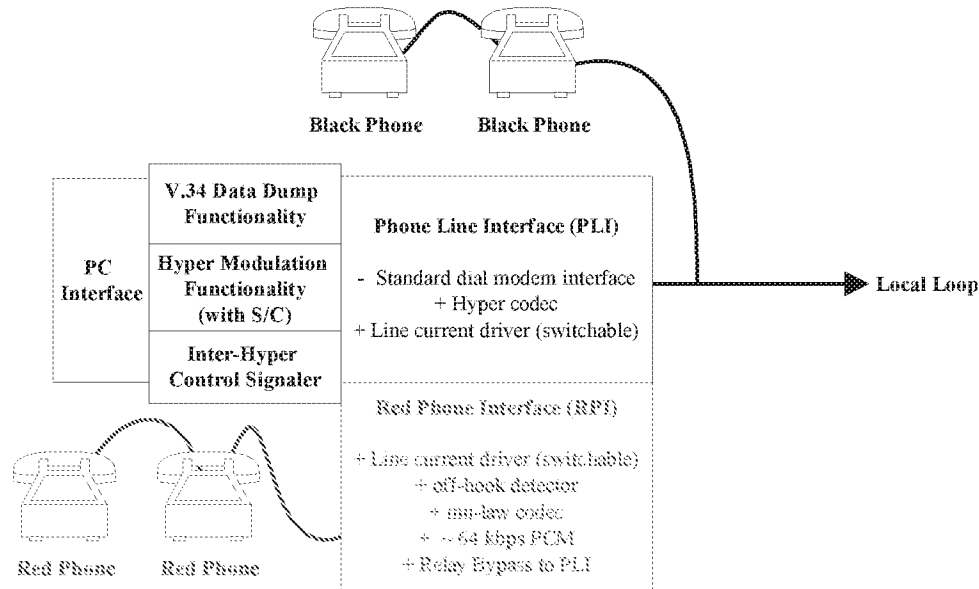 Black Phone
Black Phone
V.34 Data Dump
Functionality
PC
Interface
Hyper Modulation
Functionality
(with S/C)
Inter-Hyper
Control Signaler
Phone Line Interface (PLI)
- Standard dial modem interface
+ Hyper codec
+ Line current driver (switchable)
Local Loop
Red Phone Interface (RPI)
+ Line current driver (switchable)
+ off-hook detector
+ mu-law codec
+ ~ 64 kbps PCM
+ Relay Bypass to PLI
Red Phone
Red Phone